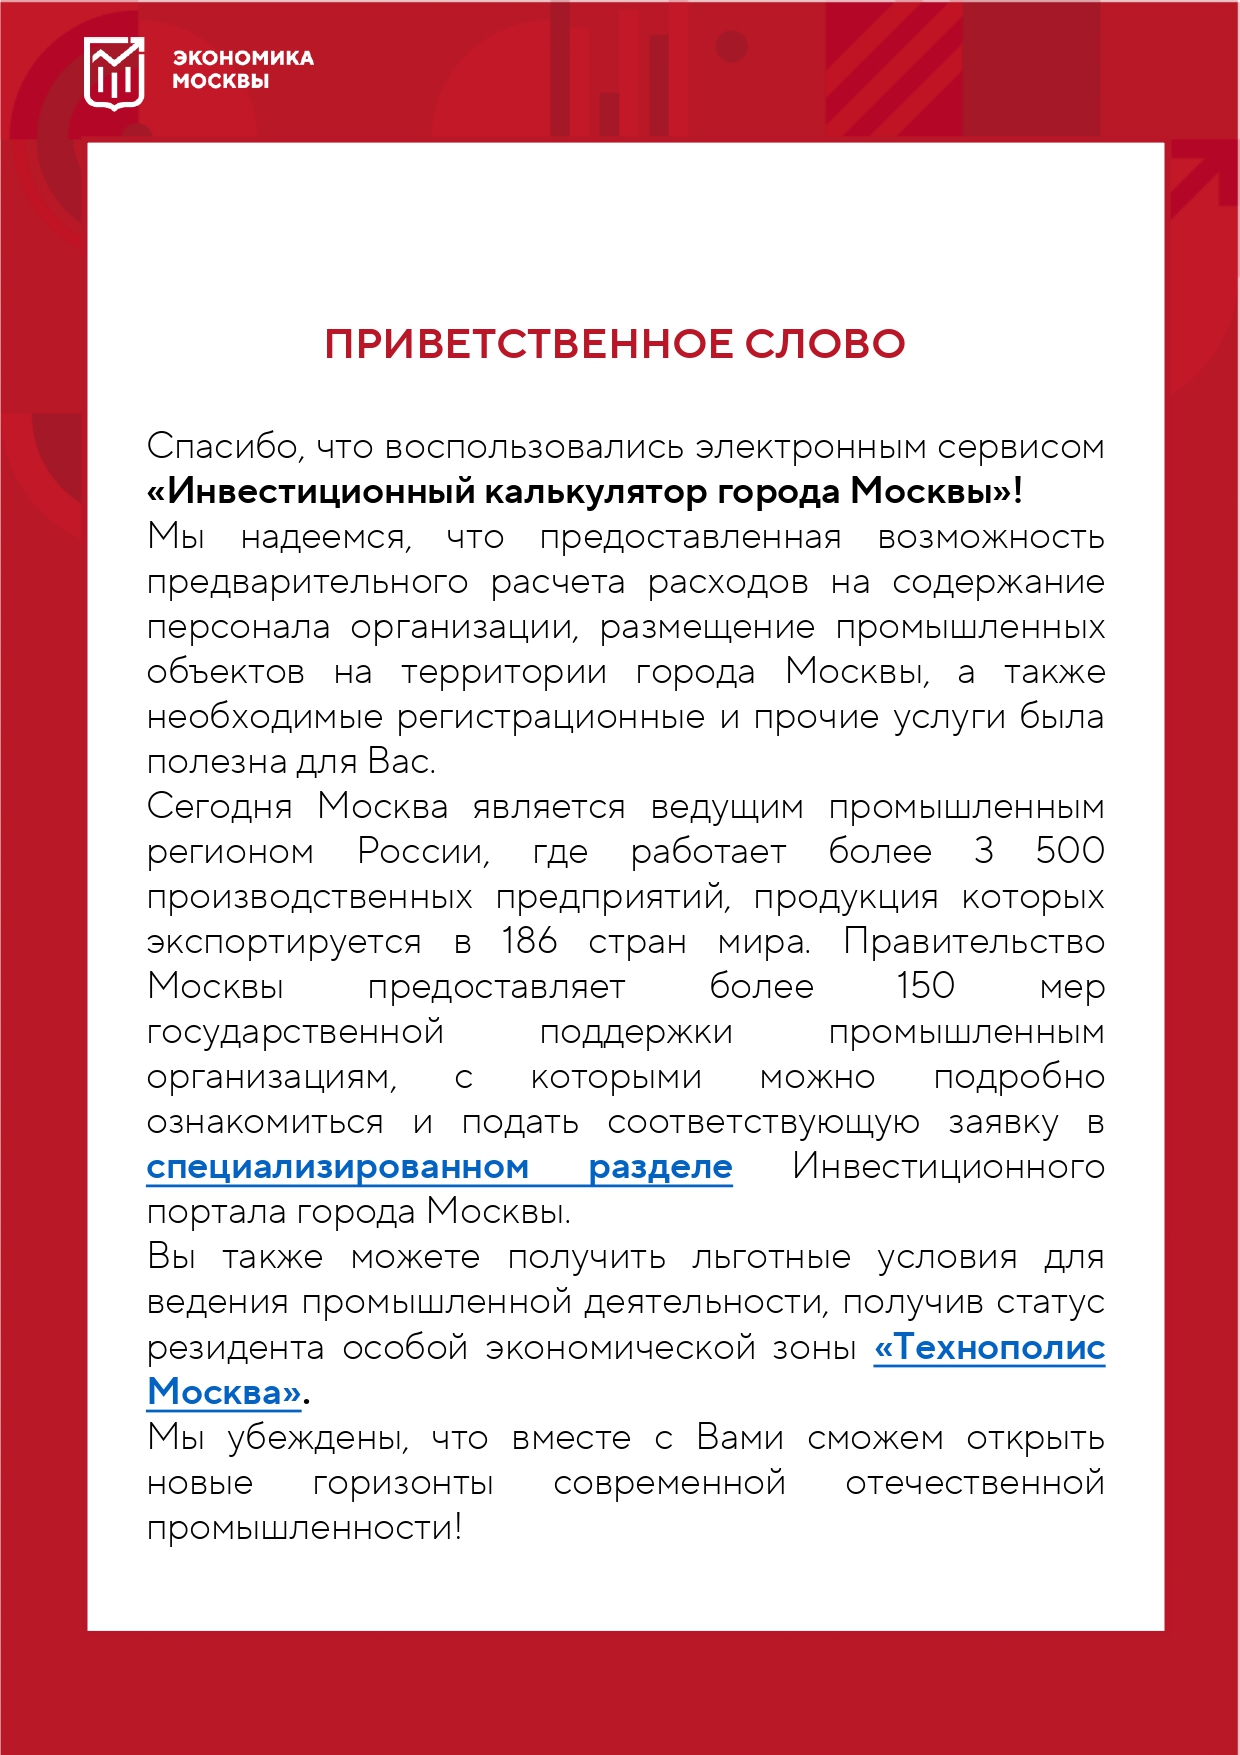 ЭКОНОМИКА
МОСКВЫ
ПРИВЕТСТВЕННОЕ СЛОВО
Спасибо, что воспользовались электронным сервисом
«Инвестиционный калькулятор города Москвы»!
Мы надеемся, что предоставленная возможность
предварительного расчета расходов на содержание
персонала организации, размещение промышленных
объектов на территории города Москвы, а также
необходимые регистрационные и прочие услуги была
полезна для Вас.
Сегодня Москва является ведущим промышленным
регионом России, где работает более 3 500
производственных предприятий, продукция которых
экспортируется в 186 стран мира. Правительство
Москвы предоставляет более 150 мер
государственной поддержки промышленным
организациям, с которыми можно подробно
ознакомиться и подать соответствующую заявку в
специализированном разделе Инвестиционного
портала города Москвы.
Вы также можете получить льготные условия для
ведения промышленной деятельности, получив статус
резидента особой экономической зоны «Технополис
Москва».
Мы убеждены, что вместе с Вами сможем открыть
новые горизонты современной отечественной
промышленности!